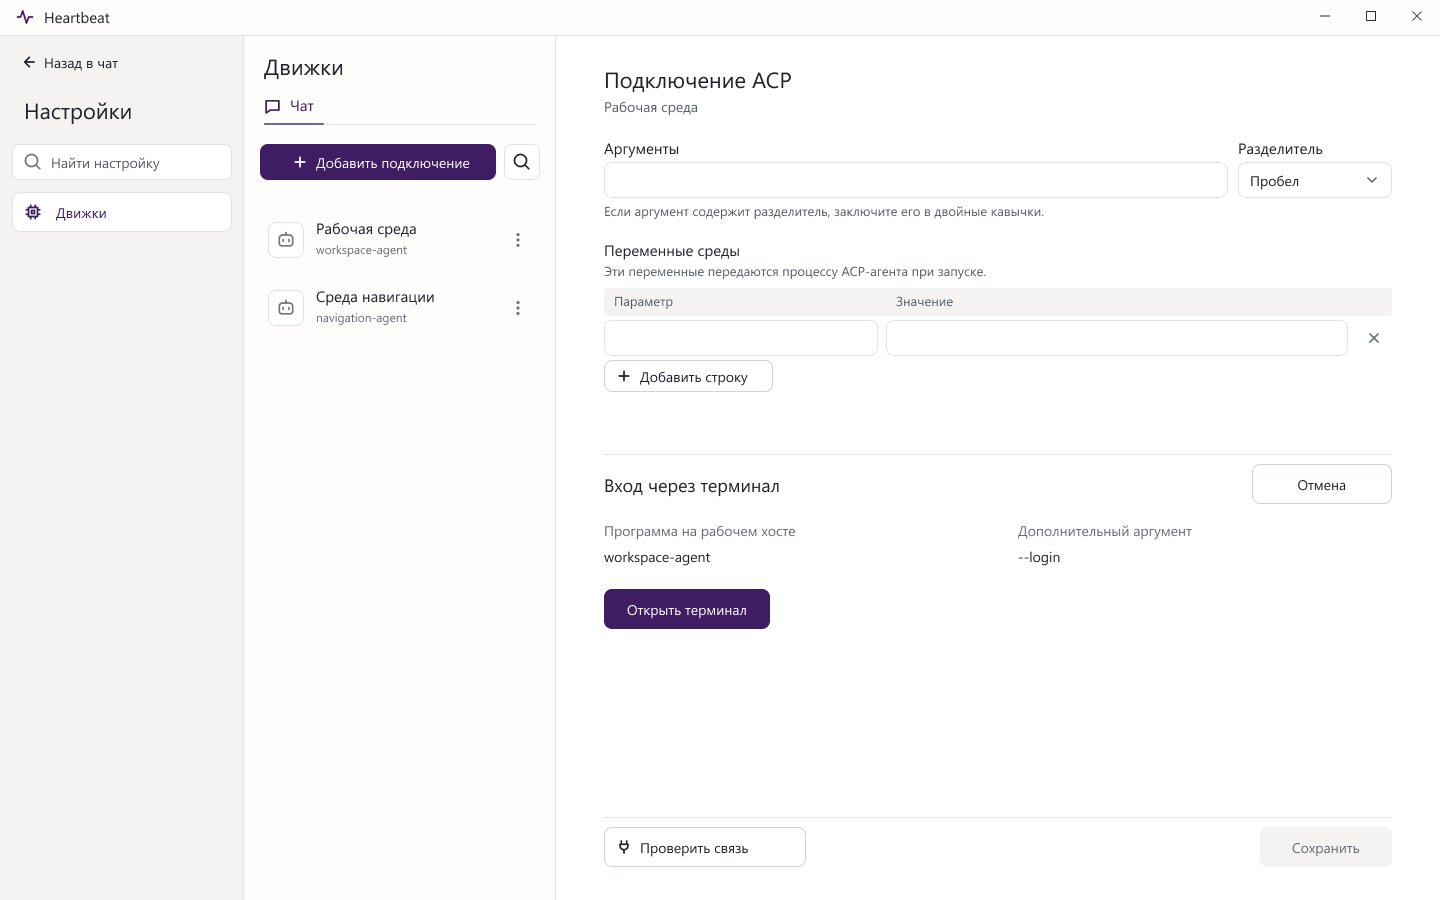 Heartbeat
Назад в чат
Настройки
Найти настройку
Движки
Движки
Чат
Добавить подключение
Рабочая среда
workspace-agent
Среда навигации
navigation-agent
Подключение ACP
Рабочая среда
Аргументы
Разделитель
Пробел
Если аргумент содержит разделитель, заключите его в двойные кавычки.
Переменные среды
Эти переменные передаются процессу ACP-агента при запуске.
Параметр
Значение
Добавить строку
Вход через терминал
Отмена
Программа на рабочем хосте
Дополнительный аргумент
workspace-agent
--login
Открыть терминал
Проверить связь
Сохранить